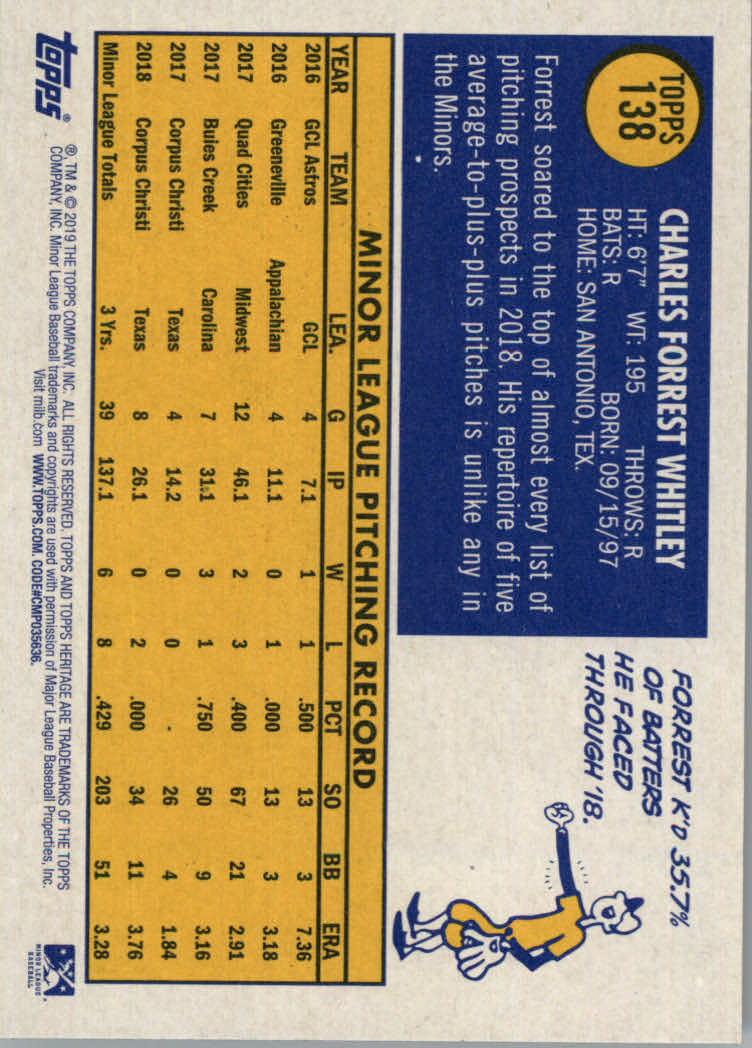 TOPPS
138
CHARLES FORREST WHITLEY
HT: 6'7" WT: 195 THROWS: R
BATS: R BORN: 09/15/97
HOME: SAN ANTONIO, TEX.
Forrest soared to the top of almost every list of
pitching prospects in 2018. His repertoire of five
average-to-plus-plus pitches is unlike any in
the Minors.
FORREST K'D 35.7%
OF BATTERS
HE FACED
THROUGH '18.
MINOR LEAGUE PITCHING RECORD
YEAR TEAM LEA. G IP W L PCT SO BB ERA
2016 GCL Astros GCL 4 7.1 1 1 .500 13 3 7.36
2016 Greeneville Appalachian 4 11.1 0 1 .000 13 3 3.18
2017 Quad Cities Midwest 12 46.1 2 3 .400 67 21 2.91
2017 Buies Creek Carolina 7 31.1 3 1 .750 50 9 3.16
2017 Corpus Christi Texas 4 14.2 0 0 - 26 4 1.84
2018 Corpus Christi Texas 8 26.1 0 2 .000 34 11 3.76
Minor League Totals 3 Yrs. 39 137.1 6 8 .429 203 51 3.28
topps®
®, TM & © 2019 THE TOPPS COMPANY, INC. ALL RIGHTS RESERVED. TOPPS AND TOPPS HERITAGE ARE TRADEMARKS OF THE TOPPS
COMPANY, INC. Minor League Baseball trademarks and copyrights are used with permission of Major League Baseball Properties, Inc.
Visit milb.com WWW.TOPPS.COM. CODE#CMP035636.
MINOR LEAGUE
BASEBALL